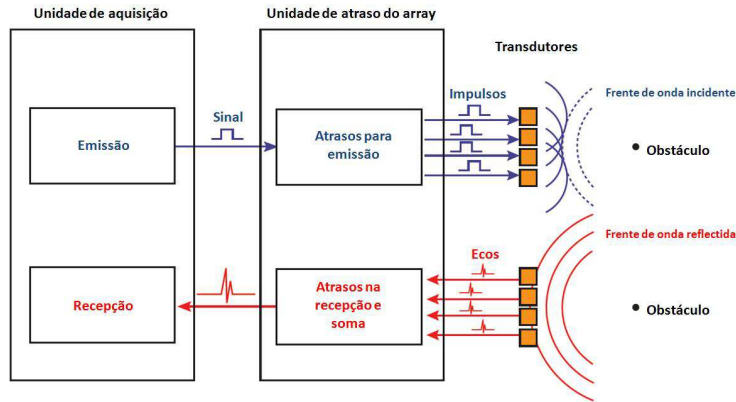 Unidade de aquisição
Unidade de atraso do array
Transdutores
Emissão
Sinal
Atrasos para
emissão
Impulsos
Frente de onda incidente
Obstáculo
Recepção
Atrasos na
recepção e
soma
Ecos
Frente de onda reflectida
Obstáculo